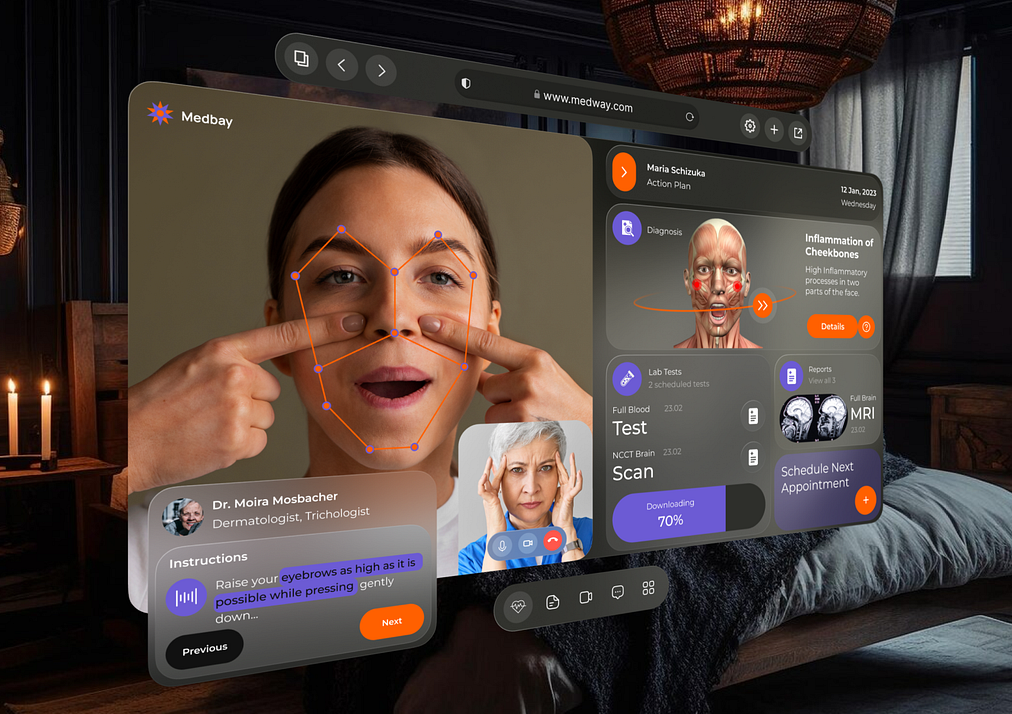 www.medway.com
Medbay
Maria Schizuka
Action Plan
12 Jan, 2023
Wednesday
Diagnosis
Inflammation of
Cheekbones
High Inflammatory
processes in two
parts of the face.
Details
Lab Tests
2 scheduled tests
Full Blood 23.02
Test
NCCT Brain 23.02
Scan
Downloading
70%
Reports
View all 3
Full Brain
MRI
23.02
Schedule Next
Appointment
Dr. Moira Mosbacher
Dermatologist, Trichologist
Instructions
Raise your eyebrows as high as it is
possible while pressing gently
down...
Previous
Next